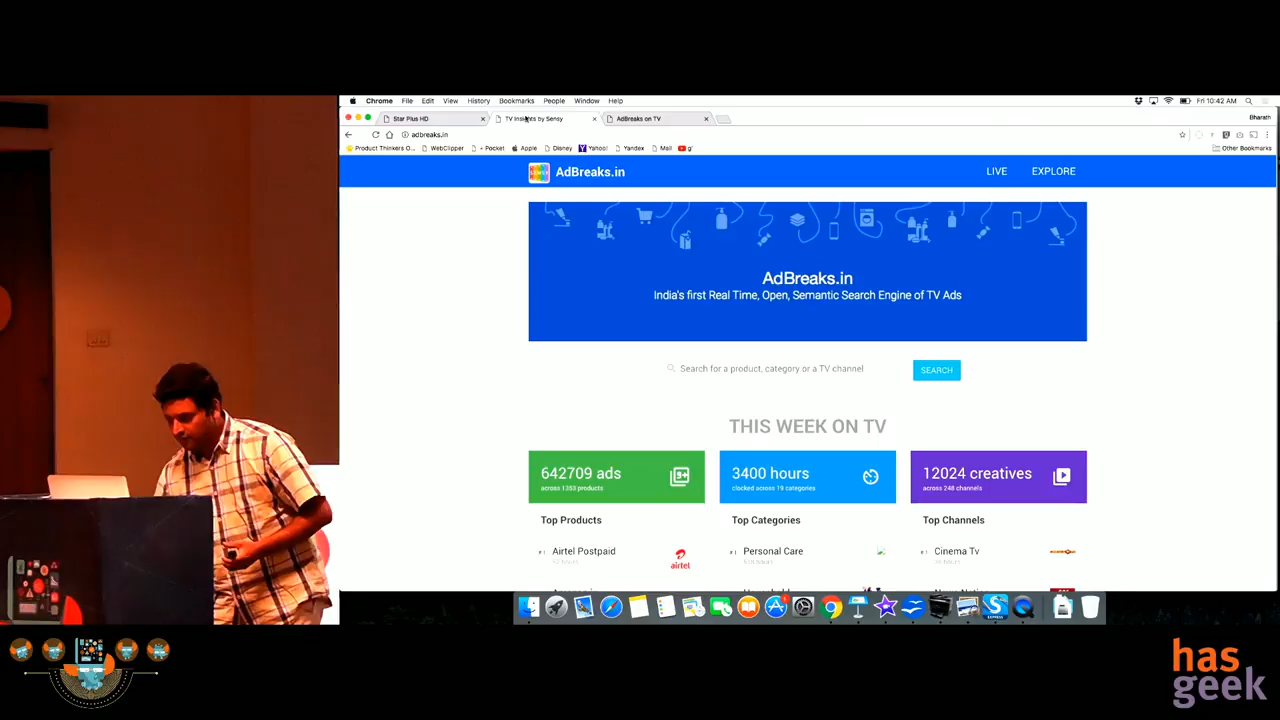 Chrome File Edit View History Bookmarks People Window Help
Fri 10:42 AM
Star Plus HD
TV Insights by Sensy
AdBreaks on TV
Bharath
adbreaks.in
Product Thinkers O...
WebClipper
+ Pocket
Apple
Disney
Yahoo!
Yandex
Mail
g'
Other Bookmarks
AdBreaks.in
LIVE
EXPLORE
AdBreaks.in
India's first Real Time, Open, Semantic Search Engine of TV Ads
Search for a product, category or a TV channel
SEARCH
THIS WEEK ON TV
642709 ads
across 1353 products
3400 hours
clocked across 19 categories
12024 creatives
across 248 channels
Top Products
Top Categories
Top Channels
Airtel Postpaid
airtel
Personal Care
Cinema Tv
has
geek